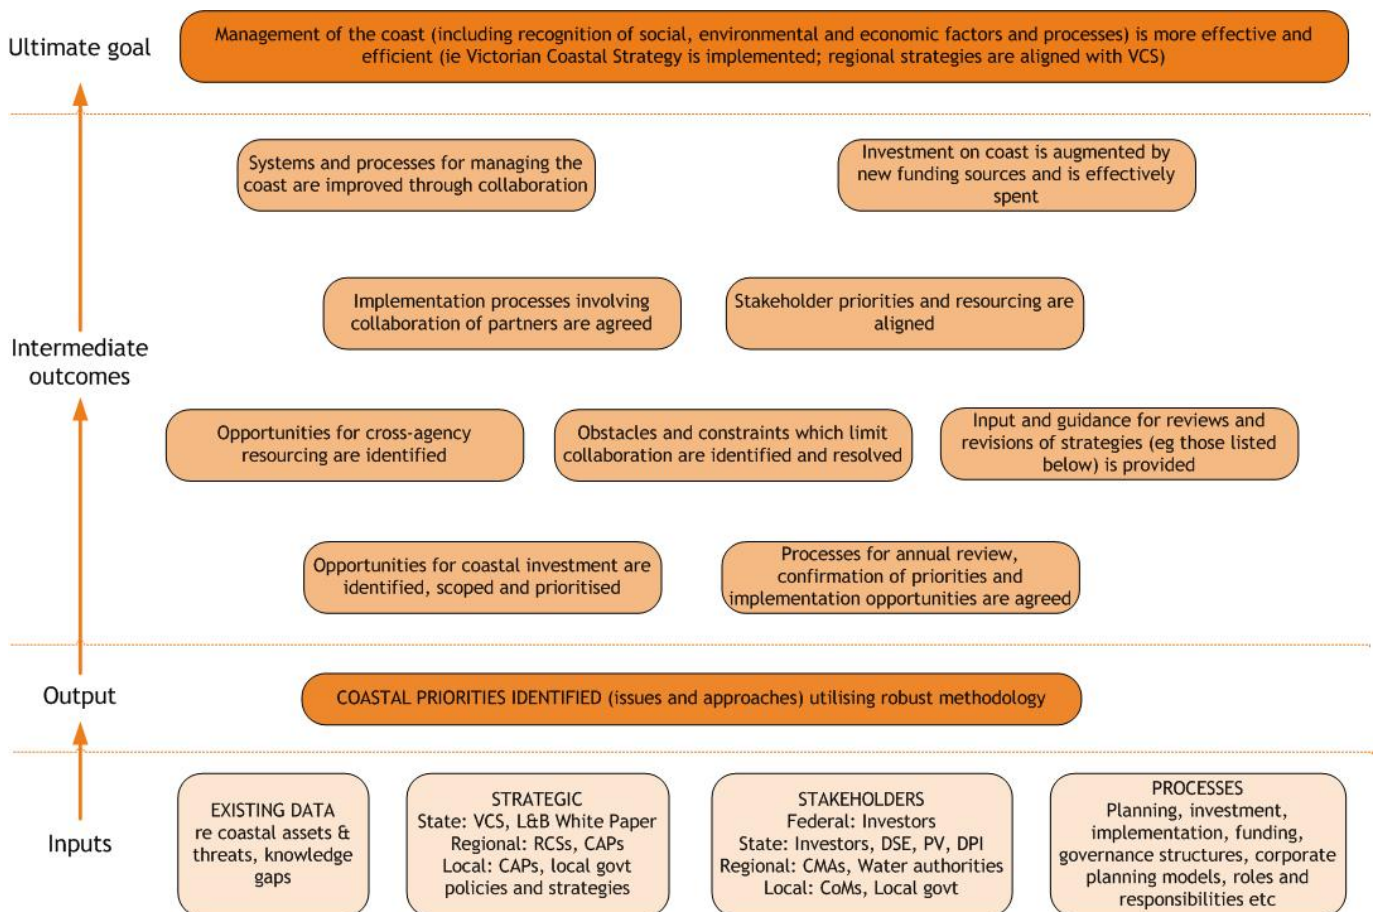 Ultimate goal
Management of the coast (including recognition of social, environmental and economic factors and processes) is more effective and
efficient (ie Victorian Coastal Strategy is implemented; regional strategies are aligned with VCS)
Systems and processes for managing the
coast are improved through collaboration
Investment on coast is augmented by
new funding sources and is effectively
spent
Implementation processes involving
collaboration of partners are agreed
Stakeholder priorities and resourcing are
aligned
Intermediate
outcomes
Opportunities for cross-agency
resourcing are identified
Obstacles and constraints which limit
collaboration are identified and resolved
Input and guidance for reviews and
revisions of strategies (eg those listed
below) is provided
Opportunities for coastal investment are
identified, scoped and prioritised
Processes for annual review,
confirmation of priorities and
implementation opportunities are agreed
Output
COASTAL PRIORITIES IDENTIFIED (issues and approaches) utilising robust methodology
Inputs
EXISTING DATA
re coastal assets &
threats, knowledge
gaps
STRATEGIC
State: VCS, L&B White Paper
Regional: RCSs, CAPs
Local: CAPs, local govt
policies and strategies
STAKEHOLDERS
Federal: Investors
State: Investors, DSE, PV, DPI
Regional: CMAs, Water authorities
Local: CoMs, Local govt
PROCESSES
Planning, investment,
implementation, funding,
governance structures, corporate
planning models, roles and
responsibilities etc